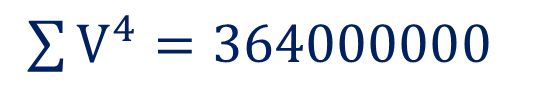 ∑ V⁴ = 364000000